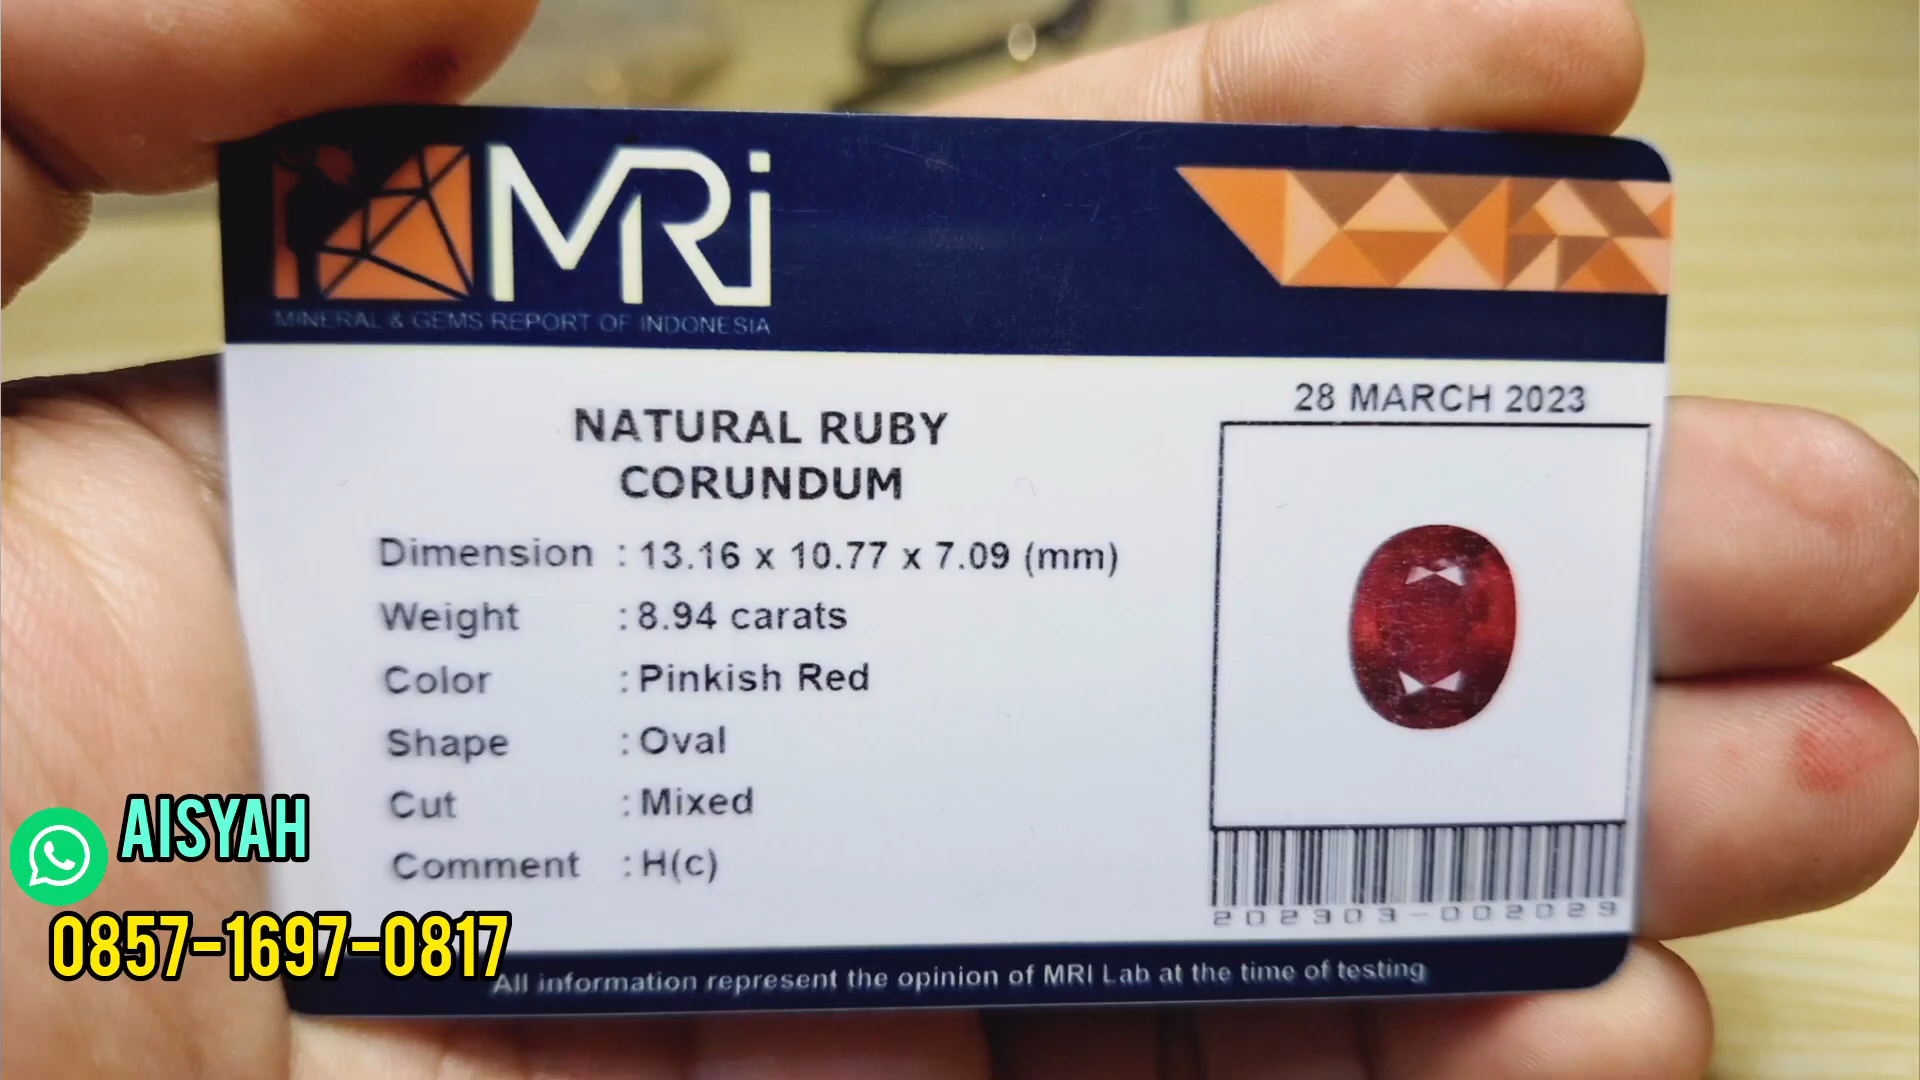 MRi
MINERAL & GEMS REPORT OF INDONESIA
28 MARCH 2023
NATURAL RUBY
CORUNDUM
Dimension : 13.16 x 10.77 x 7.09 (mm)
Weight : 8.94 carats
Color : Pinkish Red
Shape : Oval
Cut : Mixed
Comment : H(c)
202303-002029
All information represent the opinion of MRI Lab at the time of testing
AISYAH
0857-1697-0817